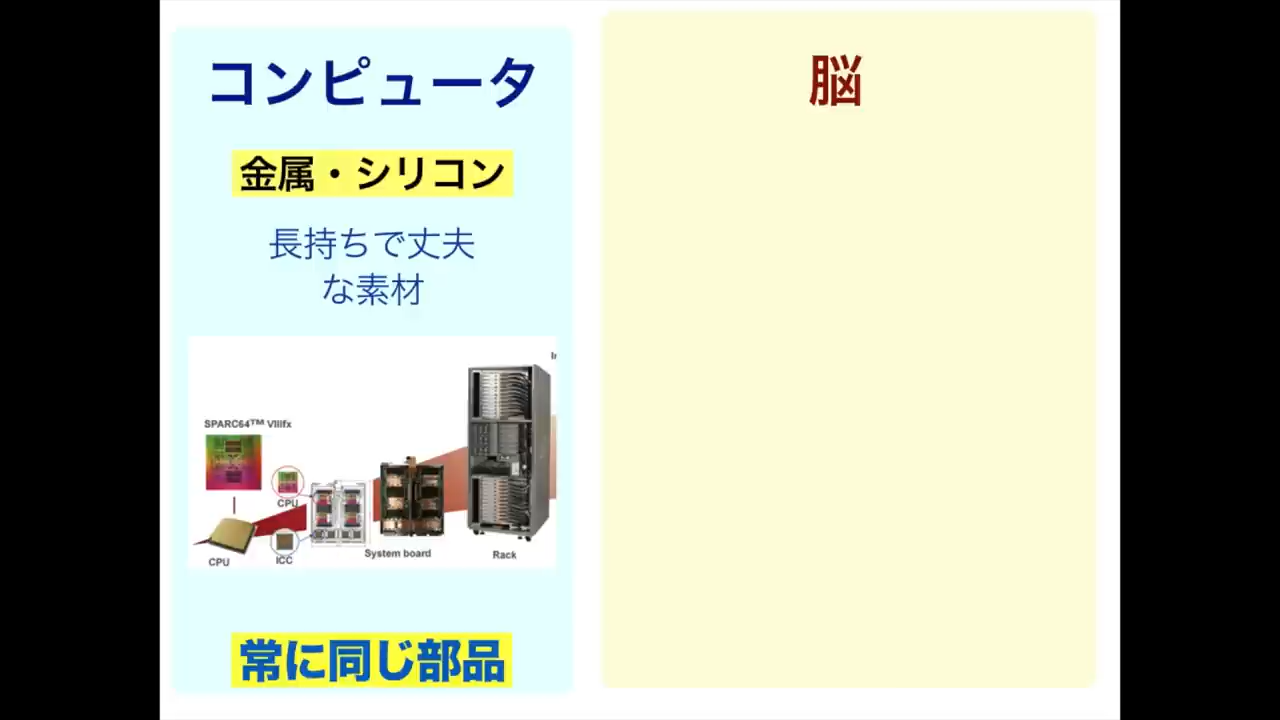 コンピュータ
金属・シリコン
長持ちで丈夫
な素材
SPARC64™ VIIIfx
CPU
CPU
ICC
System board
Rack
常に同じ部品
脳